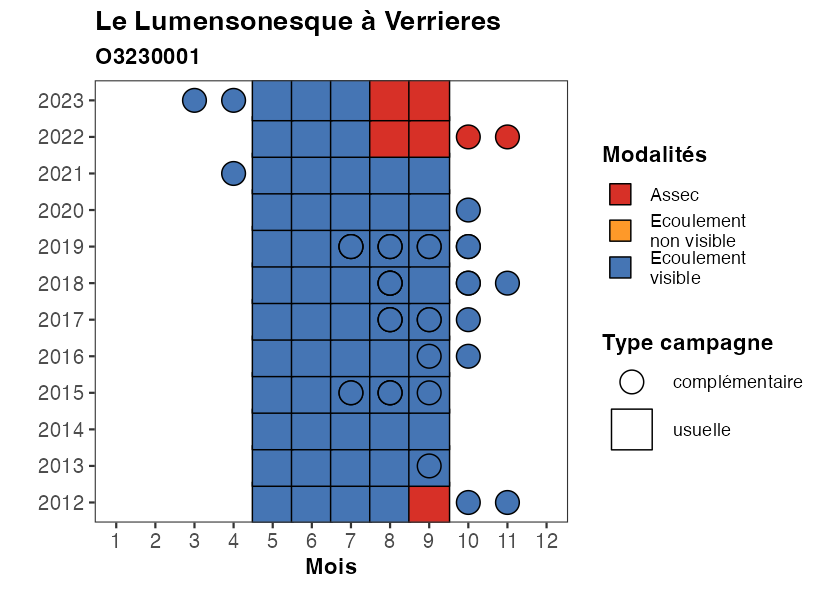 Le Lumensonesque à Verrieres
O3230001
2023
2022
2021
2020
2019
2018
2017
2016
2015
2014
2013
2012
1 2 3 4 5 6 7 8 9 10 11 12
Mois
Modalités
Assec
Ecoulement
non visible
Ecoulement
visible
Type campagne
complémentaire
usuelle